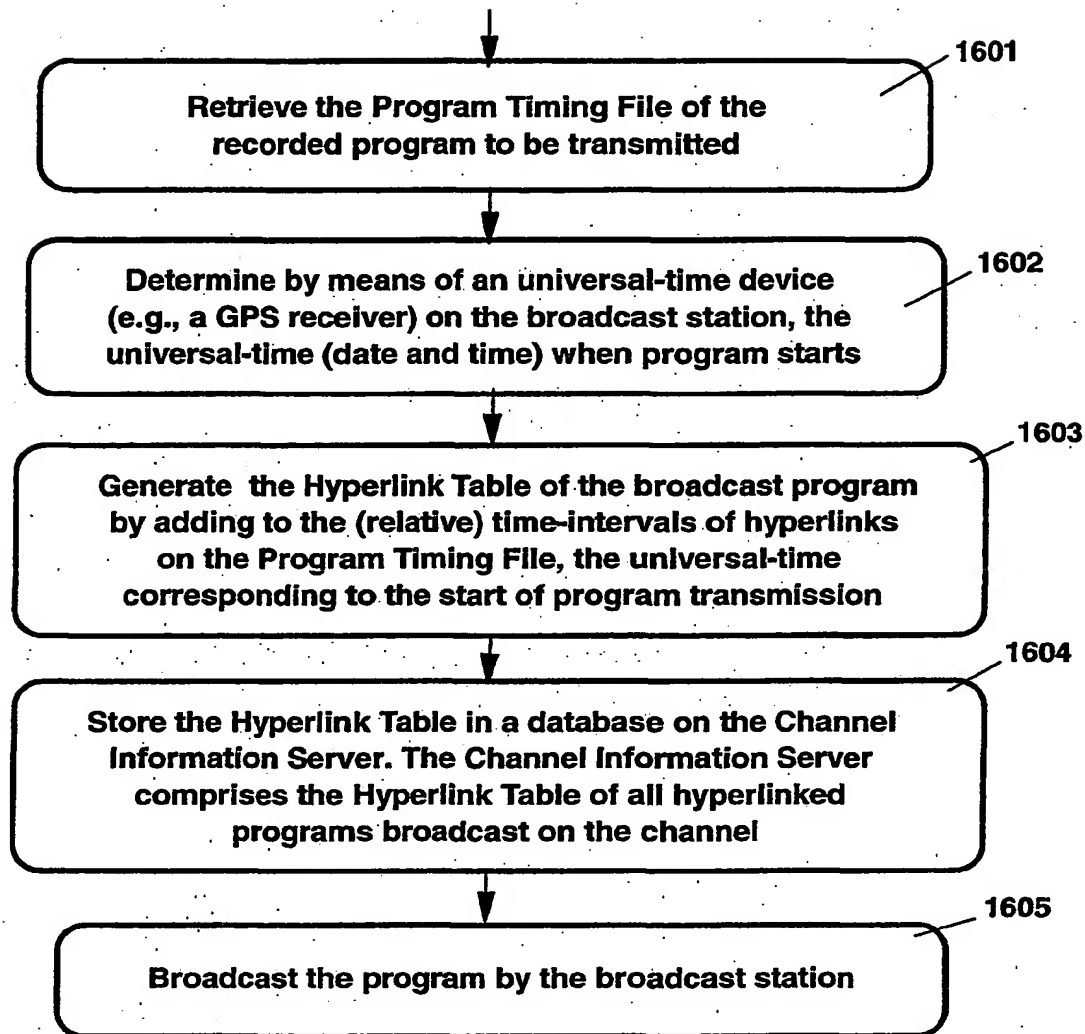 1601
Retrieve the Program Timing File of the
recorded program to be transmitted
1602
Determine by means of an universal-time device
(e.g., a GPS receiver) on the broadcast station, the
universal-time (date and time) when program starts
1603
Generate the Hyperlink Table of the broadcast program
by adding to the (relative) time-intervals of hyperlinks
on the Program Timing File, the universal-time
corresponding to the start of program transmission
1604
Store the Hyperlink Table in a database on the Channel
Information Server. The Channel Information Server
comprises the Hyperlink Table of all hyperlinked
programs broadcast on the channel
1605
Broadcast the program by the broadcast station